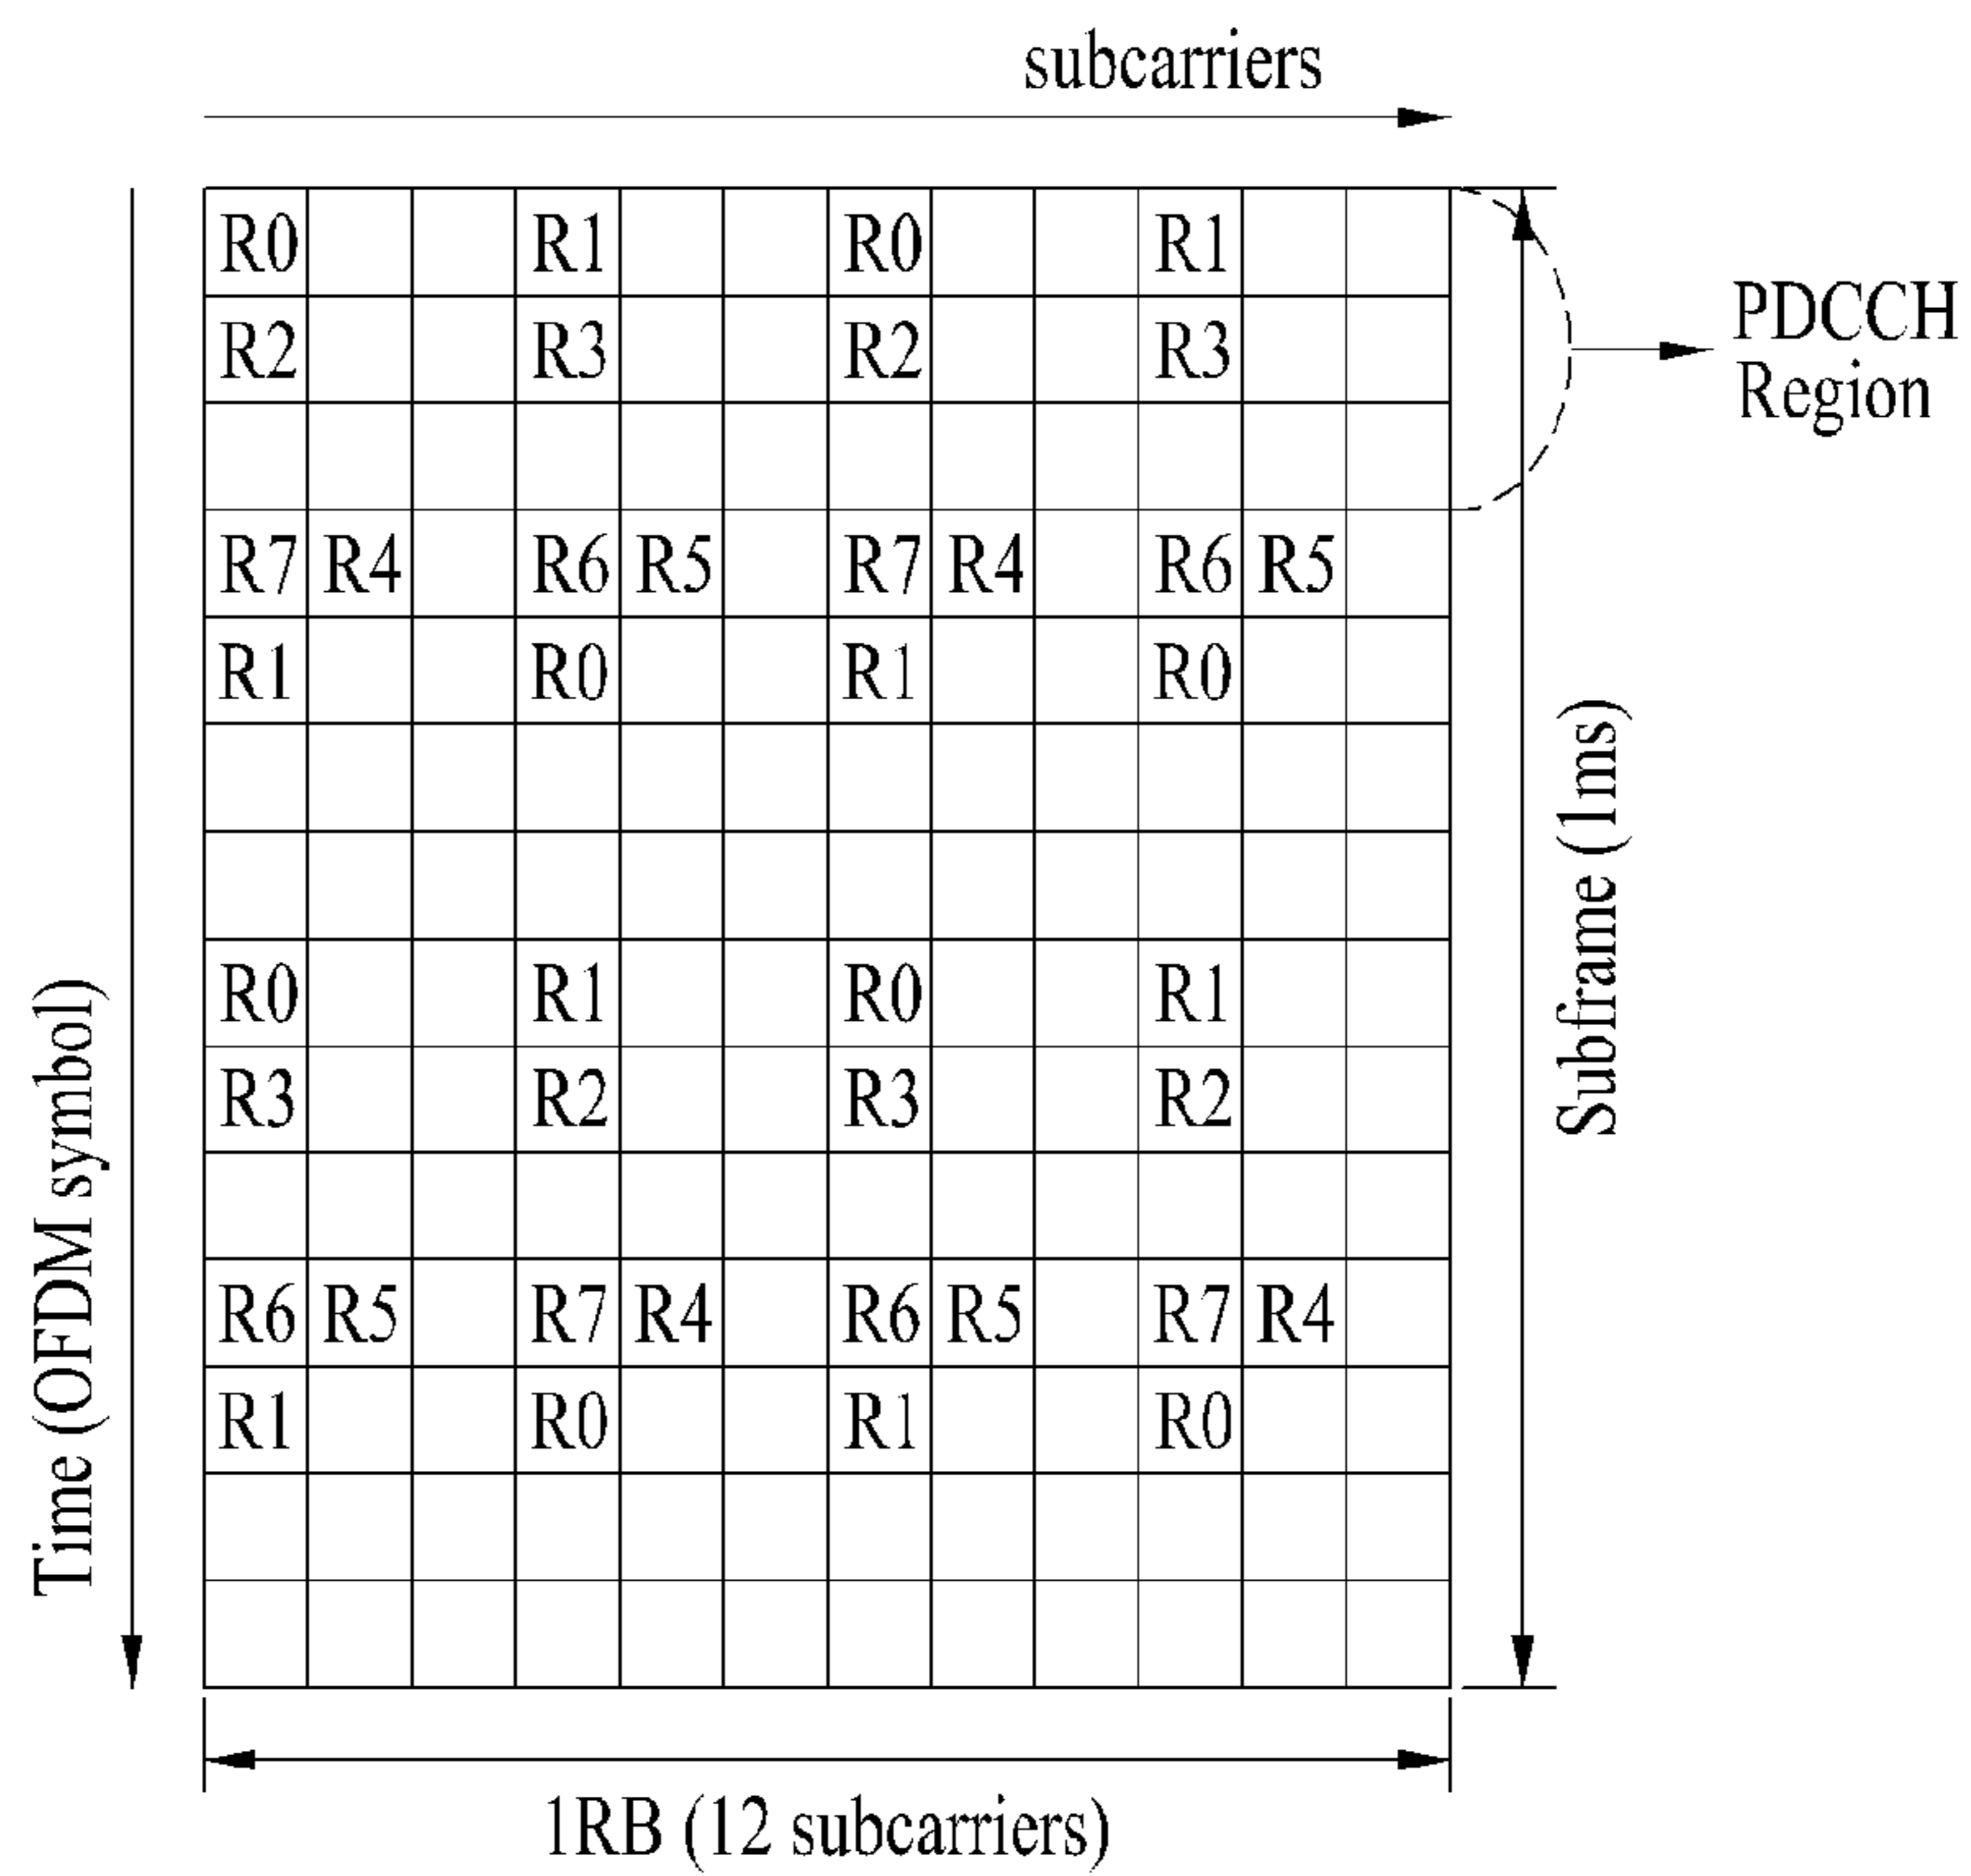 subcarriers
R0 R1 R0 R1
R2 R3 R2 R3
PDCCH
Region
R7 R4 R6 R5 R7 R4 R6 R5
R1 R0 R1 R0
R0 R1 R0 R1
R3 R2 R3 R2
R6 R5 R7 R4 R6 R5 R7 R4
R1 R0 R1 R0
Time (OFDM symbol)
Subframe (1ms)
1RB (12 subcarriers)